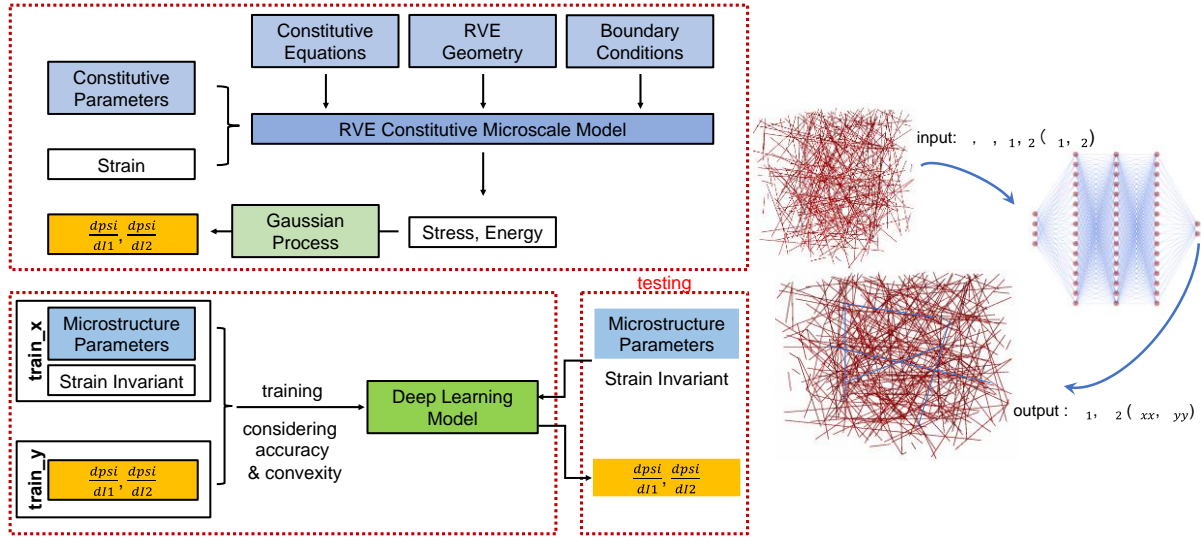 Constitutive
Equations
RVE
Geometry
Boundary
Conditions
Constitutive
Parameters
RVE Constitutive Microscale Model
Strain
dpsi/dI1, dpsi/dI2
Gaussian
Process
Stress, Energy
train_x
Microstructure
Parameters
Strain Invariant
train_y
dpsi/dI1, dpsi/dI2
training
considering
accuracy
& convexity
Deep Learning
Model
testing
Microstructure
Parameters
Strain Invariant
dpsi/dI1, dpsi/dI2
input: , , 1, 2 ( 1, 2)
output : 1, 2 ( xx, yy)